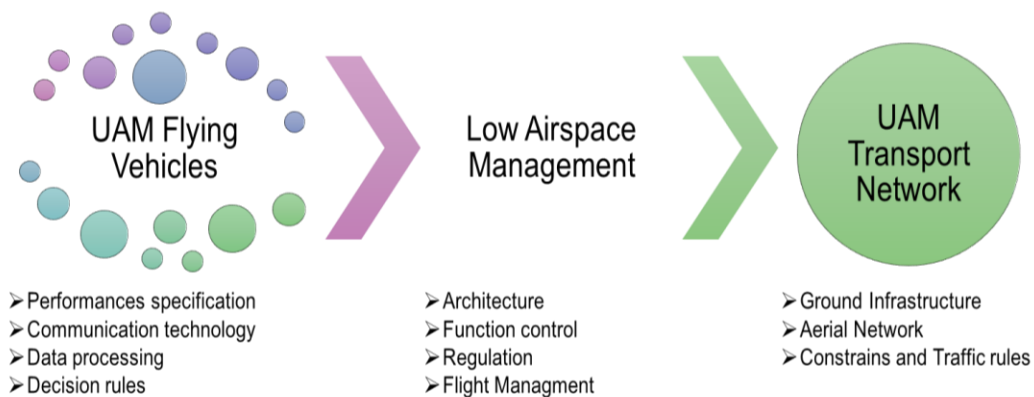 UAM Flying
Vehicles
Low Airspace
Management
UAM
Transport
Network
➢Performances specification
➢Communication technology
➢Data processing
➢Decision rules
➢Architecture
➢Function control
➢Regulation
➢Flight Managment
➢Ground Infrastructure
➢Aerial Network
➢Constrains and Traffic rules